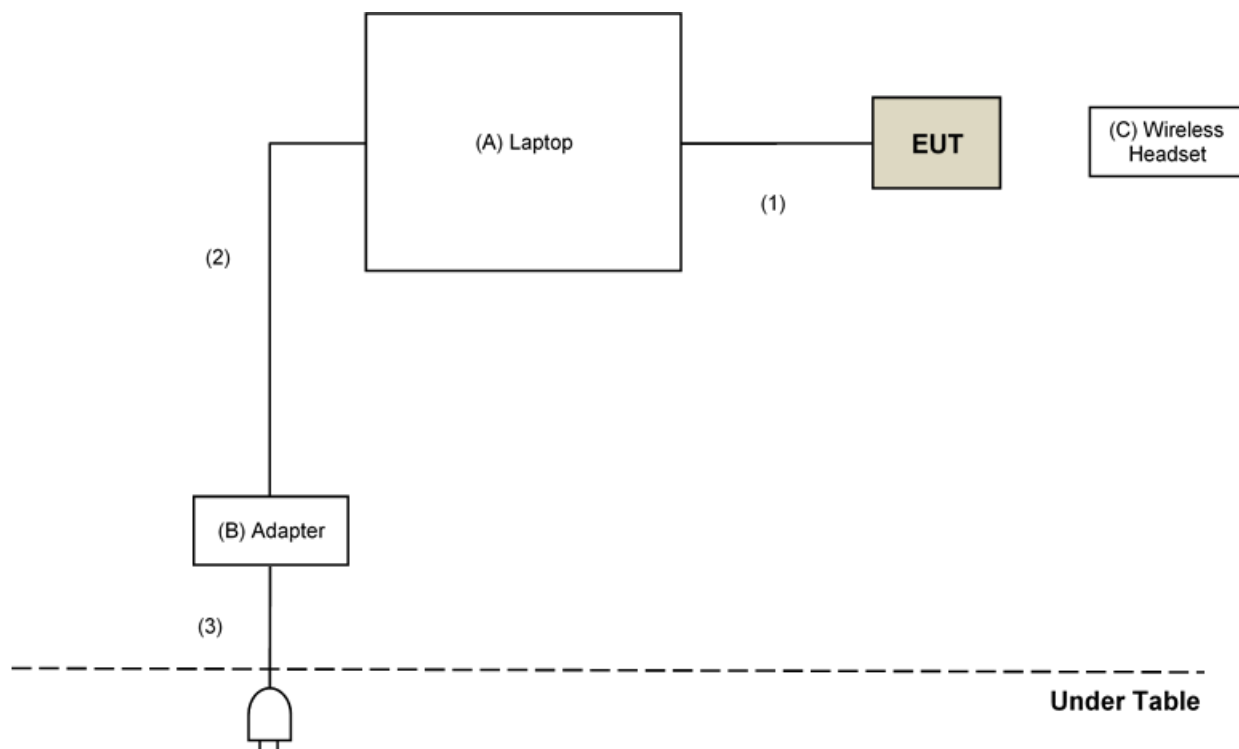 (A) Laptop
EUT
(C) Wireless
Headset
(1)
(2)
(B) Adapter
(3)
Under Table